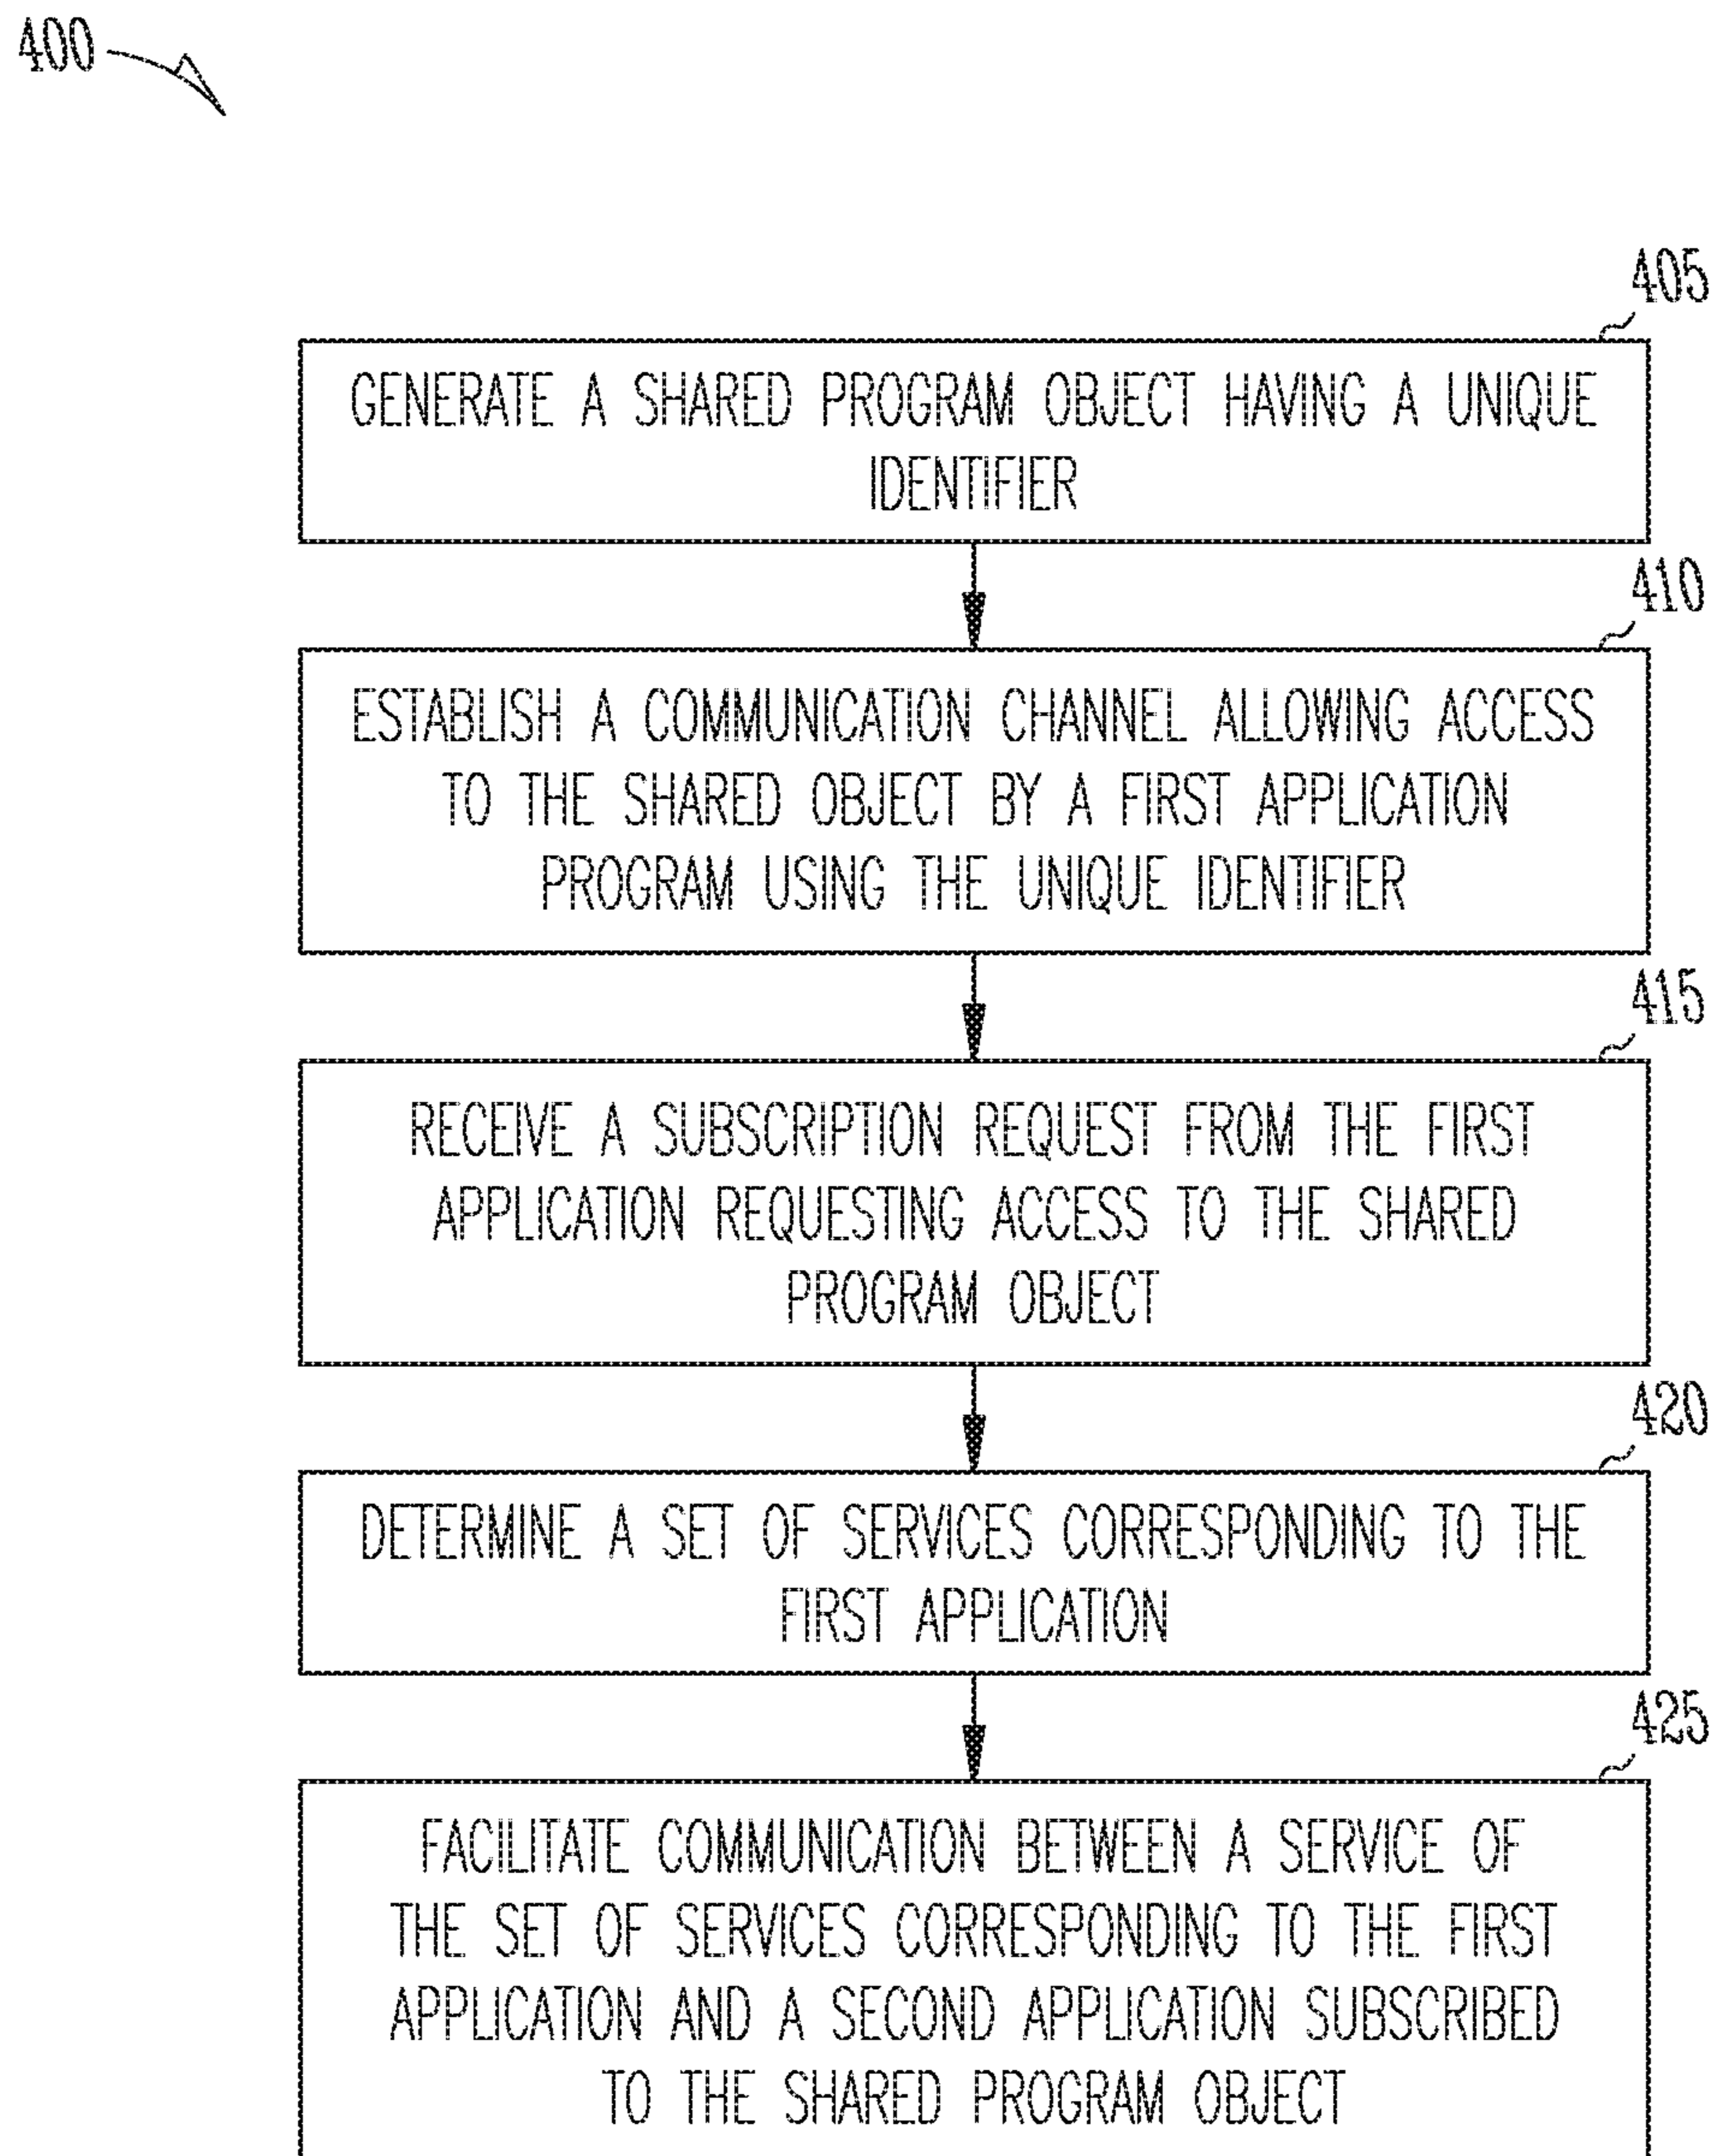 400
405
GENERATE A SHARED PROGRAM OBJECT HAVING A UNIQUE
IDENTIFIER
410
ESTABLISH A COMMUNICATION CHANNEL ALLOWING ACCESS
TO THE SHARED OBJECT BY A FIRST APPLICATION
PROGRAM USING THE UNIQUE IDENTIFIER
415
RECEIVE A SUBSCRIPTION REQUEST FROM THE FIRST
APPLICATION REQUESTING ACCESS TO THE SHARED
PROGRAM OBJECT
420
DETERMINE A SET OF SERVICES CORRESPONDING TO THE
FIRST APPLICATION
425
FACILITATE COMMUNICATION BETWEEN A SERVICE OF
THE SET OF SERVICES CORRESPONDING TO THE FIRST
APPLICATION AND A SECOND APPLICATION SUBSCRIBED
TO THE SHARED PROGRAM OBJECT